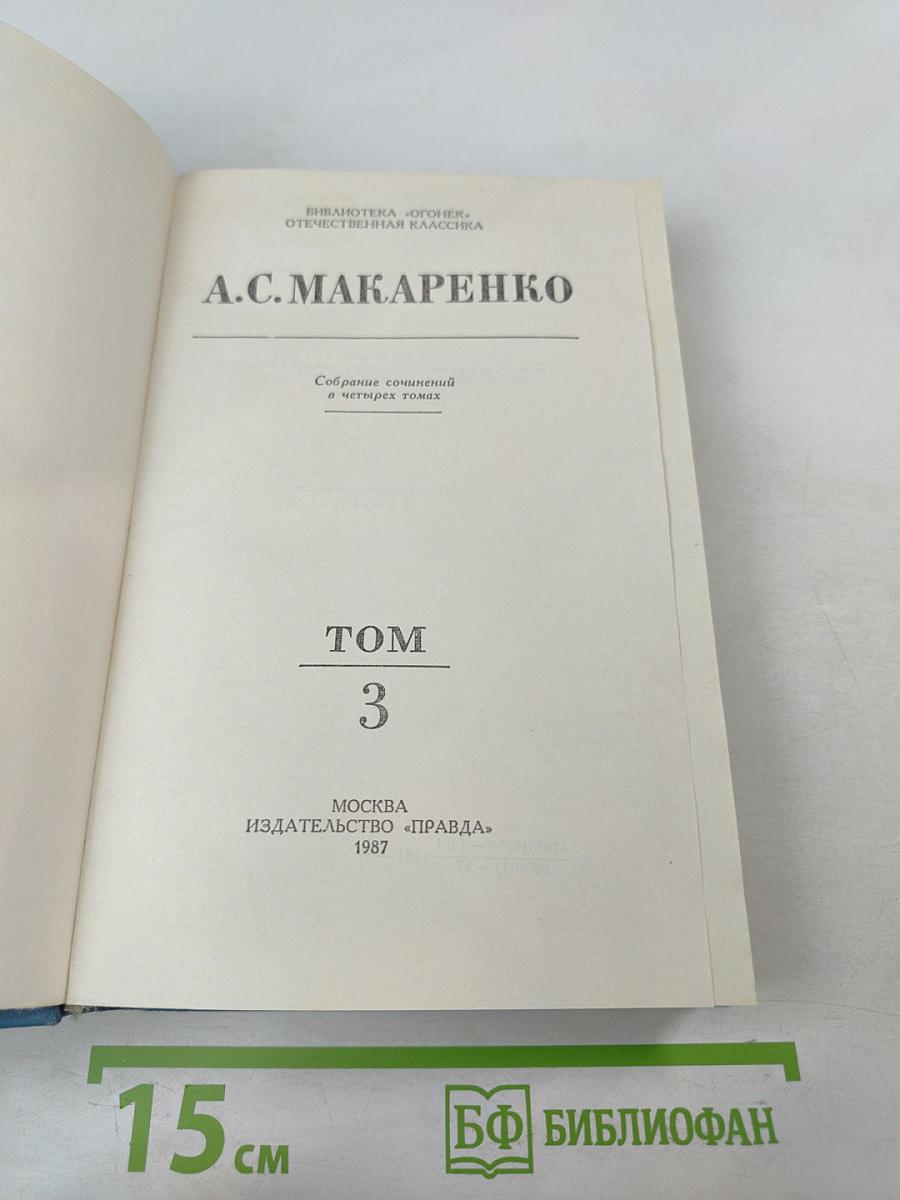 БИБЛИОТЕКА «ОГОНЕК»
ОТЕЧЕСТВЕННАЯ КЛАССИКА
А.С.МАКАРЕНКО
Собрание сочинений
в четырех томах
ТОМ
3
МОСКВА
ИЗДАТЕЛЬСТВО «ПРАВДА»
1987
15 см
БФ БИБЛИОФАН